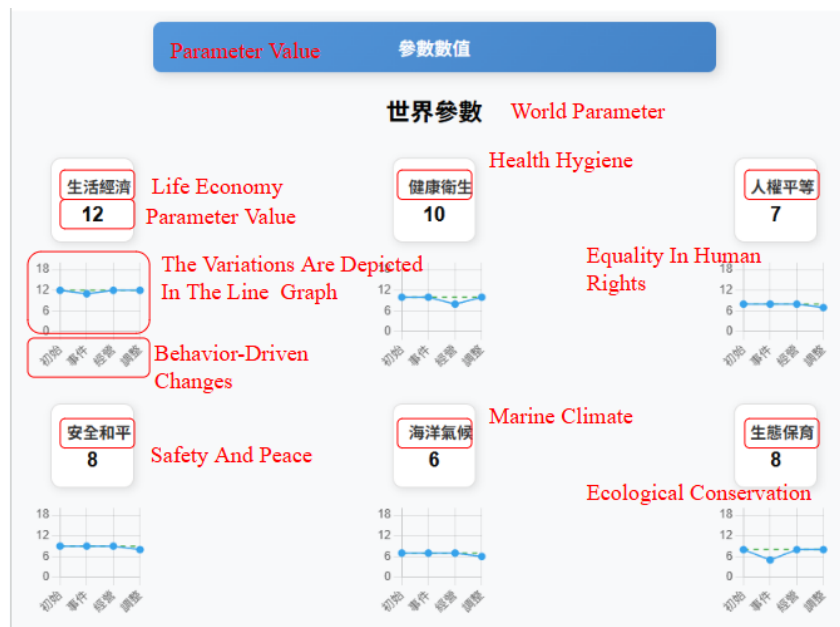 Parameter Value 參數數值
世界參數 World Parameter
Health Hygiene
生活經濟 Life Economy
12 Parameter Value
健康衛生
10
人權平等
7
The Variations Are Depicted
In The Line Graph
Equality In Human
Rights
18
12
6
0
初始 事件 經營 調整
Behavior-Driven
Changes
18
12
6
0
初始 事件 經營 調整
18
12
6
0
初始 事件 經營 調整
Marine Climate
安全和平
8
Safety And Peace
海洋氣候
6
生態保育
8
Ecological Conservation
18
12
6
0
初始 事件 經營 調整
18
12
6
0
初始 事件 經營 調整
18
12
6
0
初始 事件 經營 調整